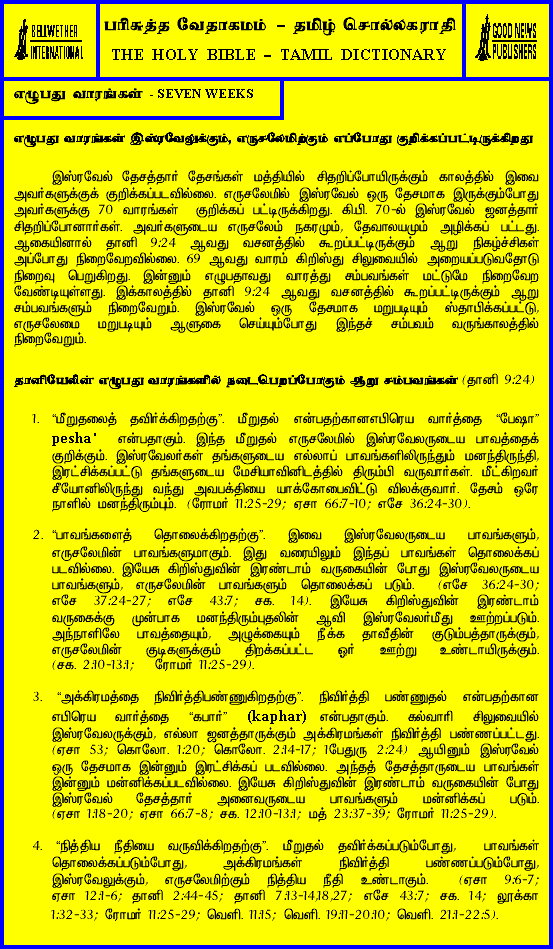 BELLWETHER
INTERNATIONAL
பரிசுத்த வேதாகமம் - தமிழ் சொல்லகராதி
THE HOLY BIBLE - TAMIL DICTIONARY
GOOD NEWS
PUBLISHERS
எழுபது வாரங்கள் - SEVEN WEEKS
எழுபது வாரங்கள் இஸ்ரவேலுக்கும், எருசலேமிற்கும் எப்போது குறிக்கப்பட்டிருக்கிறது
இஸ்ரவேல் தேசத்தார் தேசங்கள் மத்தியில் சிதறிப்போயிருக்கும் காலத்தில் இவை
அவர்களுக்குக் குறிக்கப்படவில்லை. எருசலேமில் இஸ்ரவேல் ஒரு தேசமாக இருக்கும்போது
அவர்களுக்கு 70 வாரங்கள் குறிக்கப் பட்டிருக்கிறது. கி.பி. 70-ல் இஸ்ரவேல் ஜனத்தார்
சிதறிப்போனார்கள். அவர்களுடைய எருசலேம் நகரமும், தேவாலயமும் அழிக்கப் பட்டது.
ஆகையினால் தானி 9:24 ஆவது வசனத்தில் கூறப்பட்டிருக்கும் ஆறு நிகழ்ச்சிகள்
அப்போது நிறைவேறவில்லை. 69 ஆவது வாரம் கிறிஸ்து சிலுவையில் அறையப்படுவதோடு
நிறைவு பெறுகிறது. இன்னும் எழுதாவது வாரத்து சம்பவங்கள் மட்டுமே நிறைவேற
வேண்டியுள்ளது. இக்காலத்தில் தானி 9:24 ஆவது வசனத்தில் கூறப்பட்டிருக்கும் ஆறு
சம்பவங்களும் நிறைவேறும். இஸ்ரவேல் ஒரு தேசமாக மறுபடியும் ஸ்தாபிக்கப்பட்டு,
எருசலேமை மறுபடியும் ஆளுகை செய்யும்போது இந்தச் சம்பவம் வருங்காலத்தில்
நிறைவேறும்.
தானியேலின் எழுபது வாரங்களில் நடைபெறப்போகும் ஆறு சம்பவங்கள் (தானி 9:24)
1. "மீறுதலைத் தவிர்க்கிறதற்கு". மீறுதல் என்பதற்கானஎபிரெய வார்த்தை "பேஷா"
pesha' என்பதாகும். இந்த மீறுதல் எருசலேமில் இஸ்ரவேலருடைய பாவத்தைக்
குறிக்கும். இஸ்ரவேலர்கள் தங்களுடைய எல்லாப் பாவங்களிலிருந்தும் மனந்திருந்தி,
இரட்சிக்கப்பட்டு தங்களுடைய மேசியாவினிடத்தில் திரும்பி வருவார்கள். மீட்கிறவர்
சீயோனிலிருந்து வந்து அவபக்தியை யாக்கோபைவிட்டு விலக்குவார். தேசம் ஒரே
நாளில் மனந்திரும்பும். (ரோமர் 11:25-29; ஏசா 66:7-10; எசே 36:24-30).
2. "பாவங்களைத் தொலைக்கிறதற்கு". இவை இஸ்ரவேலருடைய பாவங்களும்,
எருசலேமின் பாவங்களுமாகும். இது வரையிலும் இந்தப் பாவங்கள் தொலைக்கப்
படவில்லை. இயேசு கிறிஸ்துவின் இரண்டாம் வருகையின் போது இஸ்ரவேலருடைய
பாவங்களும், எருசலேமின் பாவங்களும் தொலைக்கப் படும். (எசே 36:24-30;
எசே 37:24-27; எசே 43:7; சக. 14). இயேசு கிறிஸ்துவின் இரண்டாம்
வருகைக்கு முன்பாக மனந்திரும்புதலின் ஆவி இஸ்ரவேலர்மீது ஊற்றப்படும்.
அந்நாளிலே பாவத்தையும், அழுக்கையும் நீக்க தாவீதின் குடும்பத்தாருக்கும்,
எருசலேமின் குடிகளுக்கும் திறக்கப்பட்ட ஓர் ஊற்று உண்டாயிருக்கும்.
(சக. 2:10-13:1; ரோமர் 11:25-29).
3. "அக்கிரமத்தை நிவிர்த்திபண்ணுகிறதற்கு". நிவிர்த்தி பண்ணுதல் என்பதற்கான
எபிரெய வார்த்தை "கபார்" (kaphar) என்பதாகும். கல்வாரி சிலுவையில்
இஸ்ரவேலருக்கும், எல்லா ஜனத்தாருக்கும் அக்கிரமங்கள் நிவிர்த்தி பண்ணப்பட்டது.
(ஏசா 53; கொலோ. 1:20; கொலோ. 2:14-17; 1பேதுரு 2:24) ஆயினும் இஸ்ரவேல்
ஒரு தேசமாக இன்னும் இரட்சிக்கப் படவில்லை. அந்தத் தேசத்தாருடைய பாவங்கள்
இன்னும் மன்னிக்கப்படவில்லை. இயேசு கிறிஸ்துவின் இரண்டாம் வருகையின் போது
இஸ்ரவேல் தேசத்தார் அனைவருடைய பாவங்களும் மன்னிக்கப் படும்.
(ஏசா 1:18-20; ஏசா 66:7-8; சக. 12:10-13:1; மத் 23:37-39; ரோமர் 11:25-29).
4. "நித்திய நீதியை வருவிக்கிறதற்கு". மீறுதல் தவிர்க்கப்படும்போது, பாவங்கள்
தொலைக்கப்படும்போது, அக்கிரமங்கள் நிவிர்த்தி பண்ணப்படும்போது,
இஸ்ரவேலுக்கும், எருசலேமிற்கும் நித்திய நீதி உண்டாகும். (ஏசா 9:6-7;
ஏசா 12:1-6; தானி 2:44-45; தானி 7:13-14,18,27; எசே 43:7; சக. 14; லூக்கா
1:32-33; ரோமர் 11:25-29; வெளி. 11:15; வெளி. 19:11-20:10; வெளி. 21:1-22:5).